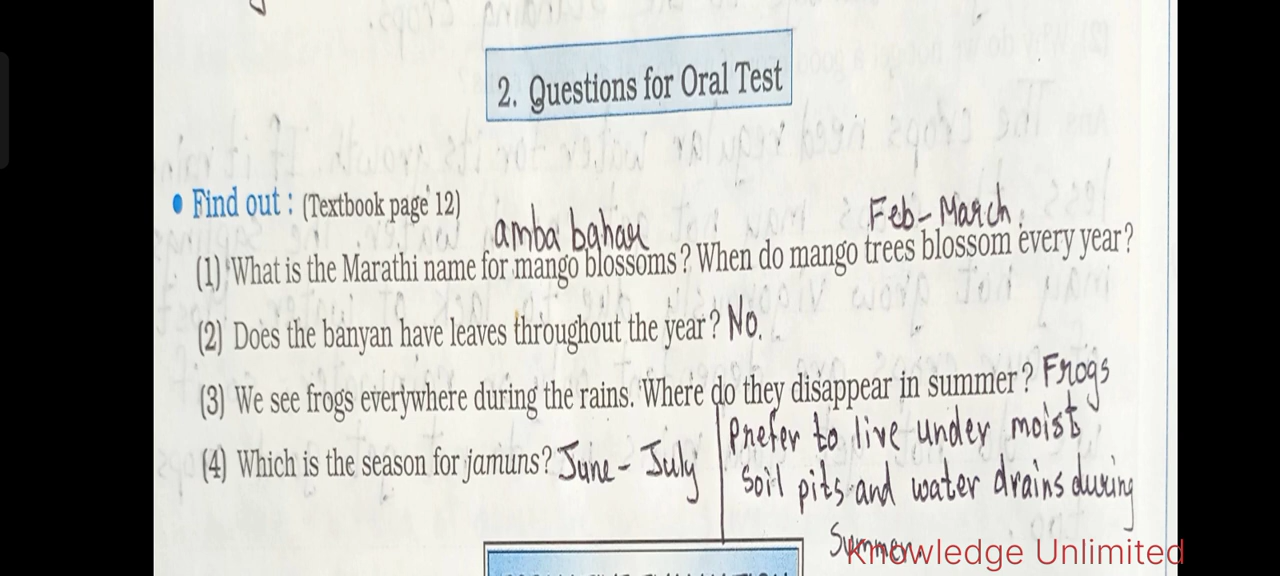 2. Questions for Oral Test
• Find out : (Textbook page 12)
amba bahar
Feb - March.
(1) What is the Marathi name for mango blossoms? When do mango trees blossom every year?
(2) Does the banyan have leaves throughout the year? No.
(3) We see frogs everywhere during the rains. Where do they disappear in summer? Frogs
prefer to live under moist
(4) Which is the season for jamuns? June - July
soil pits and water drains during
Summer.
Knowledge Unlimited